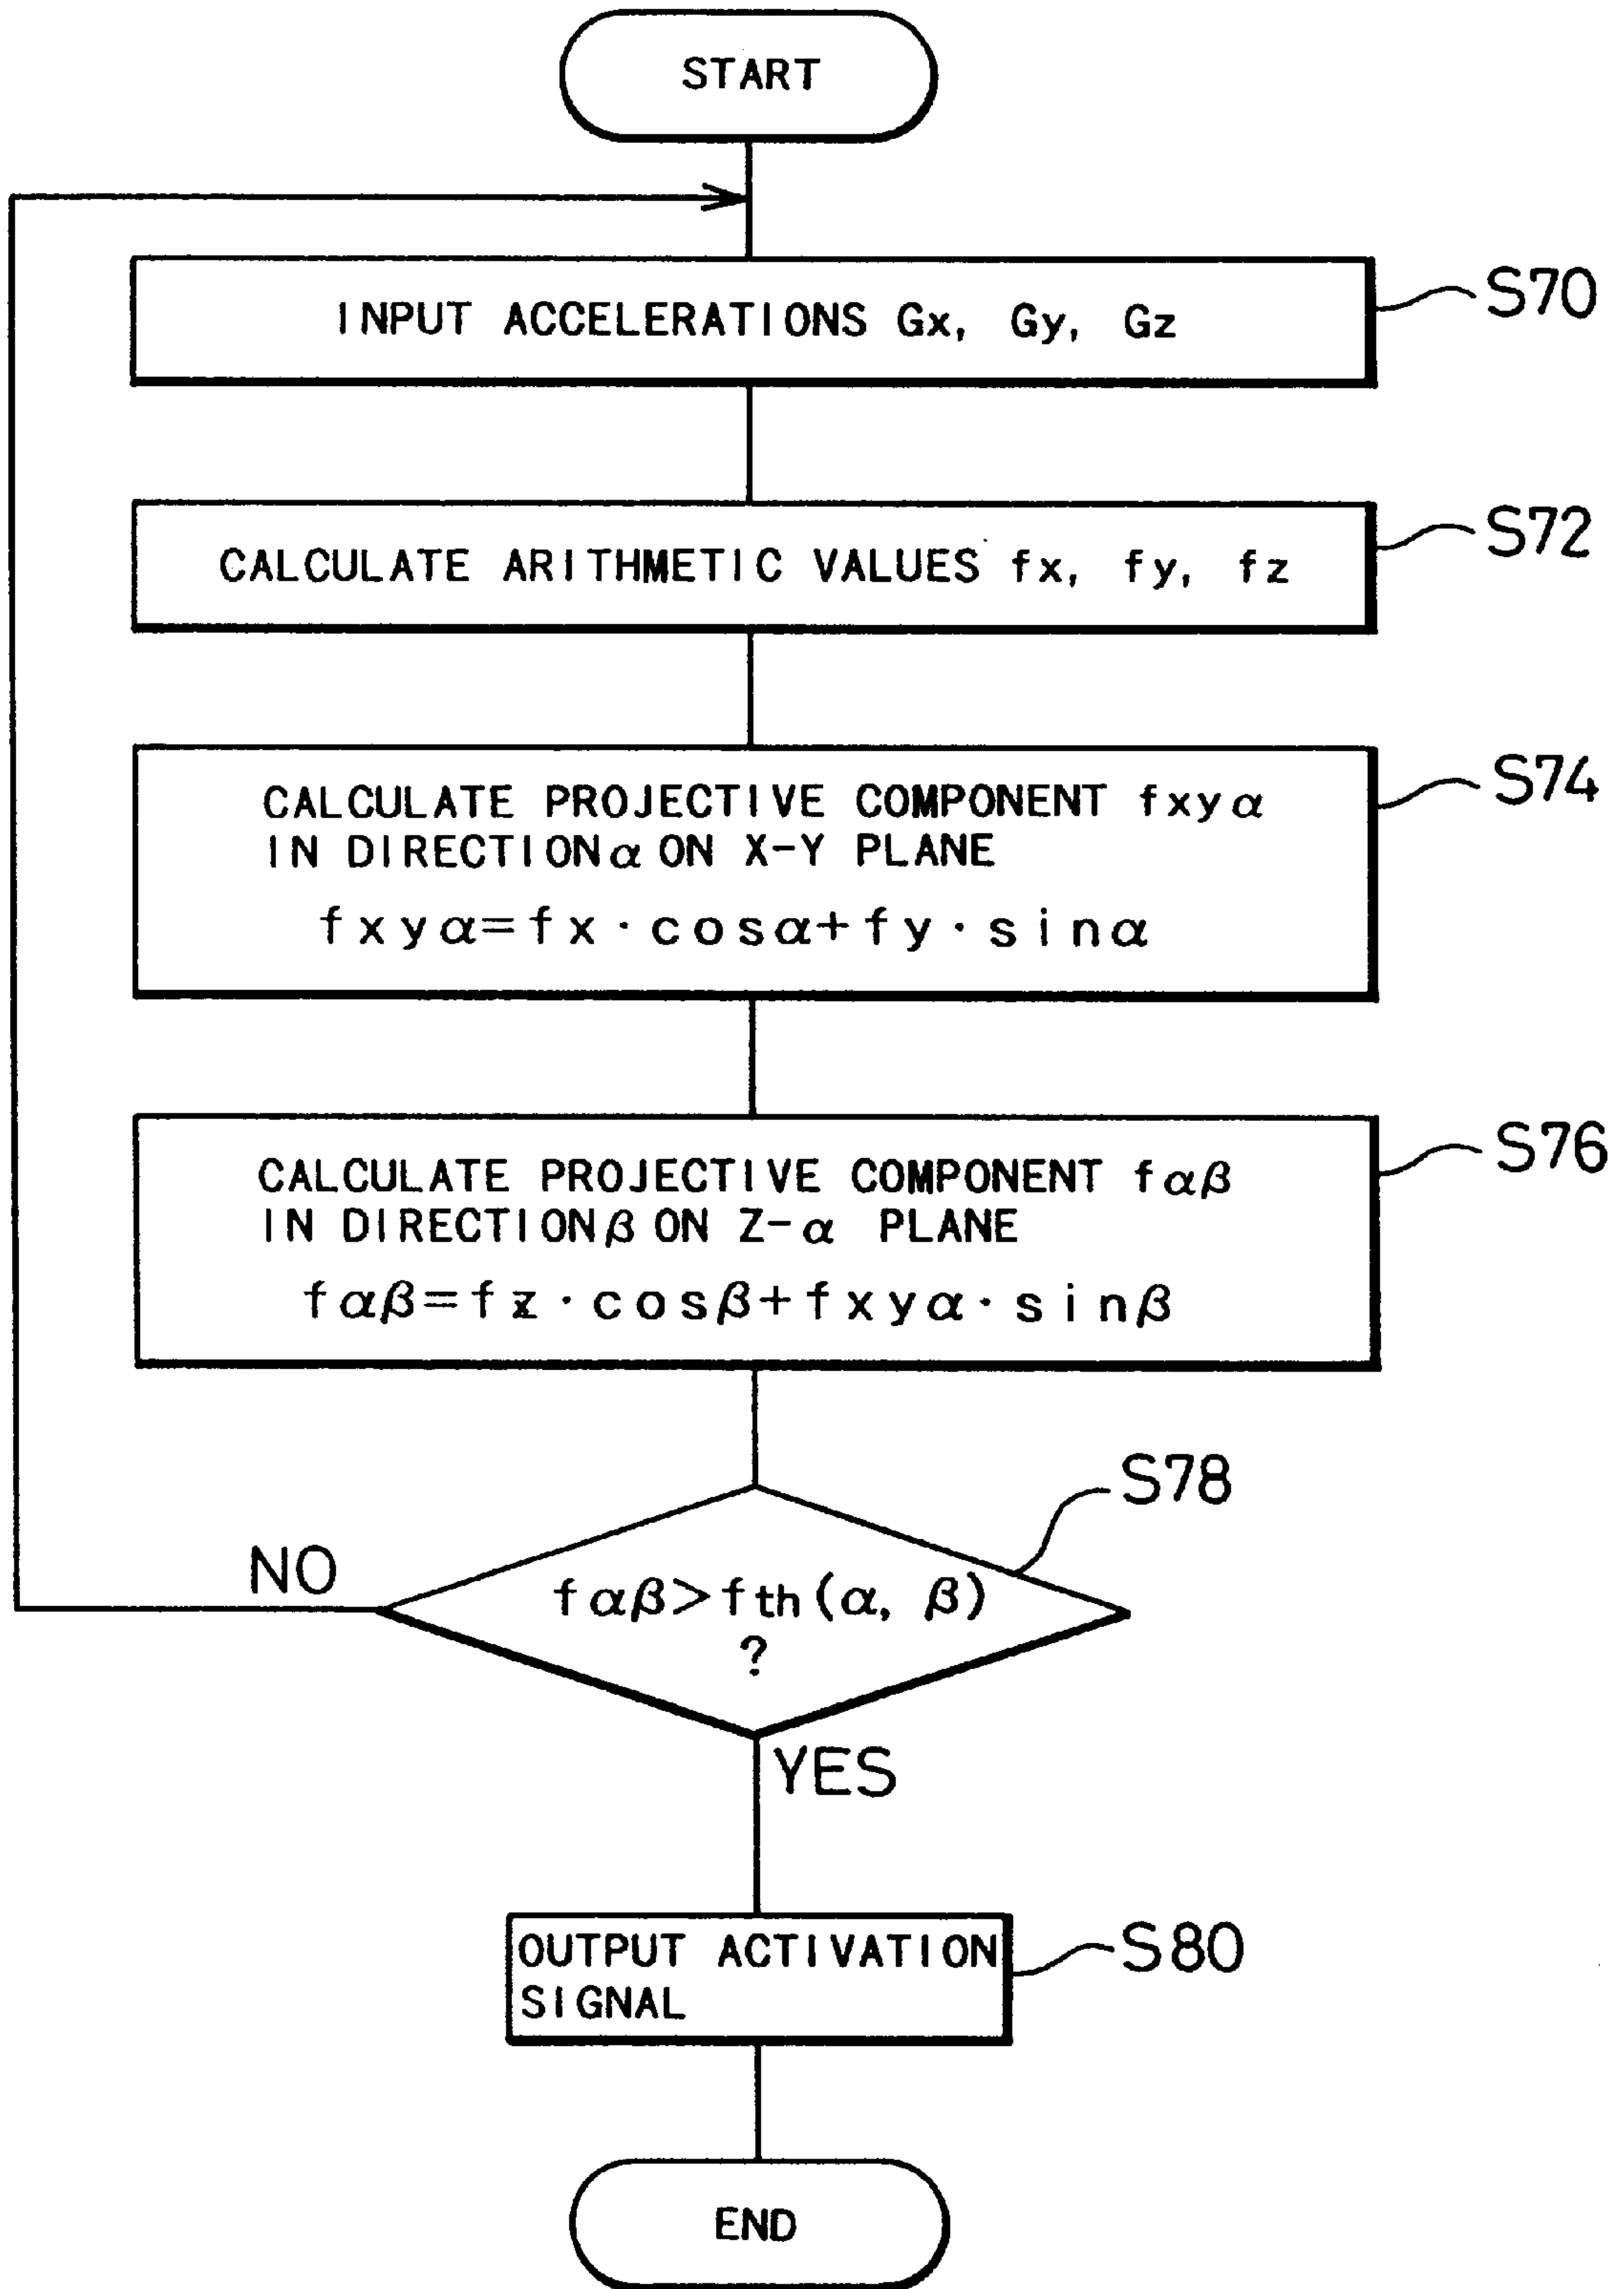 START
INPUT ACCELERATIONS Gx, Gy, Gz
S70
CALCULATE ARITHMETIC VALUES fx, fy, fz
S72
CALCULATE PROJECTIVE COMPONENT fxyα
IN DIRECTIONα ON X-Y PLANE
fxyα=fx·cosα+fy·sinα
S74
CALCULATE PROJECTIVE COMPONENT fαβ
IN DIRECTIONβ ON Z-α PLANE
fαβ=fz·cosβ+fxyα·sinβ
S76
S78
NO
fαβ>fth(α, β)
?
YES
OUTPUT ACTIVATION
SIGNAL
S80
END